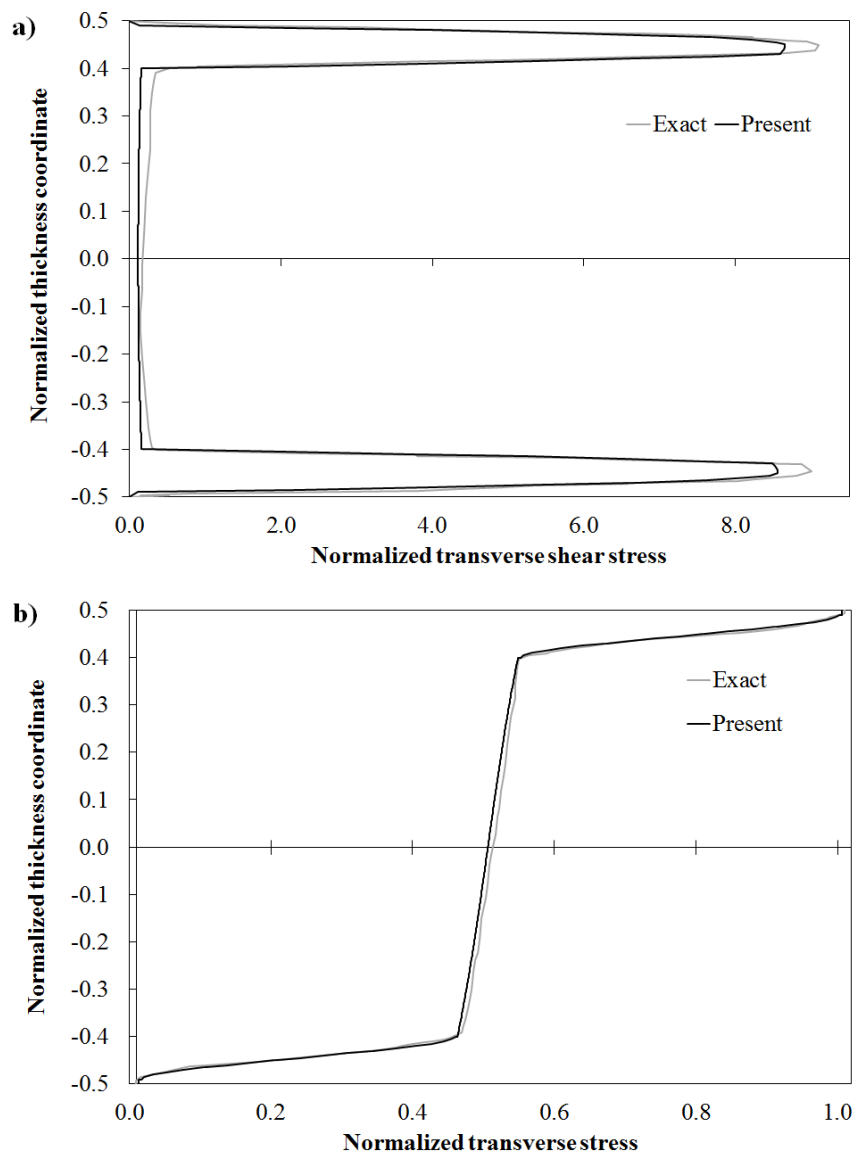 a)
Normalized thickness coordinate
0.5
0.4
0.3
0.2
0.1
0.0
-0.1
-0.2
-0.3
-0.4
-0.5
Exact Present
0.0 2.0 4.0 6.0 8.0
Normalized transverse shear stress
b)
Normalized thickness coordinate
0.5
0.4
0.3
0.2
0.1
0.0
-0.1
-0.2
-0.3
-0.4
-0.5
Exact
Present
0.0 0.2 0.4 0.6 0.8 1.0
Normalized transverse stress